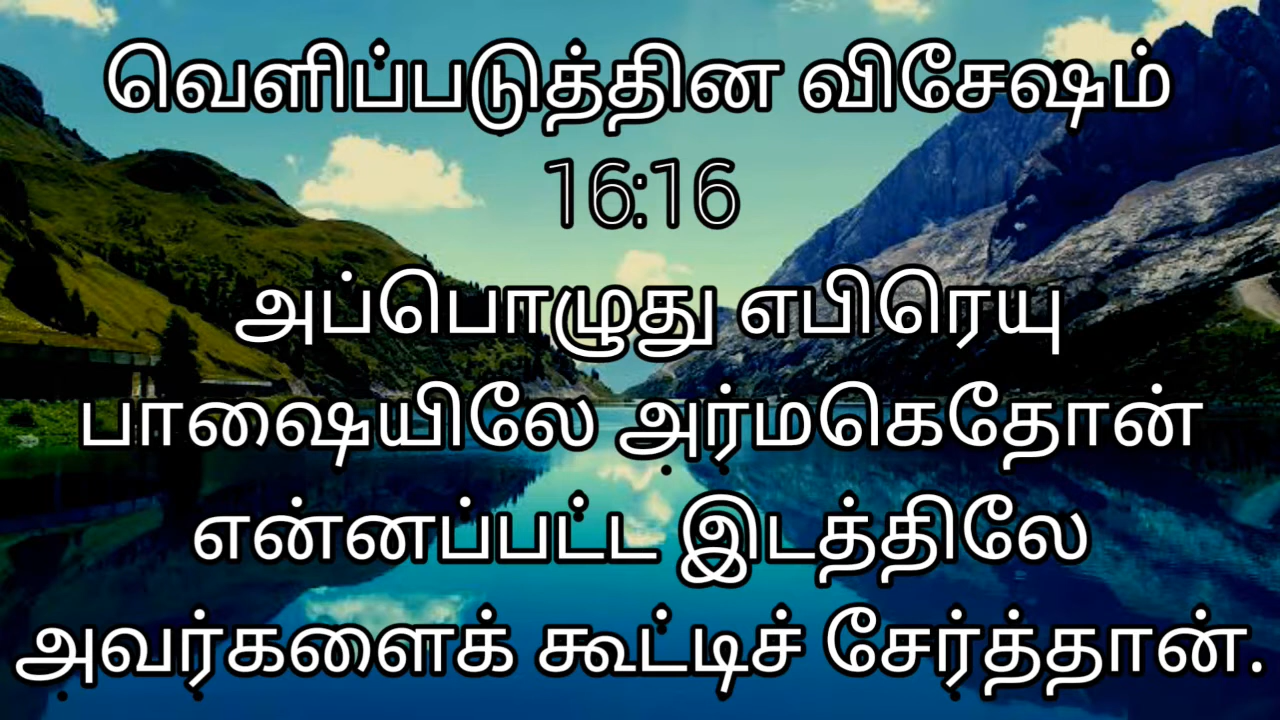 வெளிப்படுத்தின விசேஷம்
16:16
அப்பொழுது எபிரெயு
பாஷையிலே அர்மகெதோன்
என்னப்பட்ட இடத்திலே
அவர்களைக் கூட்டிச் சேர்த்தான்.